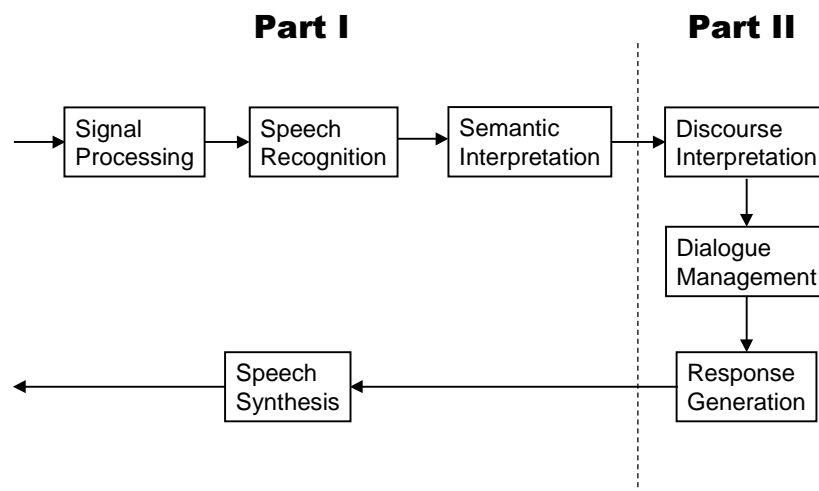 Part I
Part II
Signal
Processing
Speech
Recognition
Semantic
Interpretation
Discourse
Interpretation
Dialogue
Management
Speech
Synthesis
Response
Generation